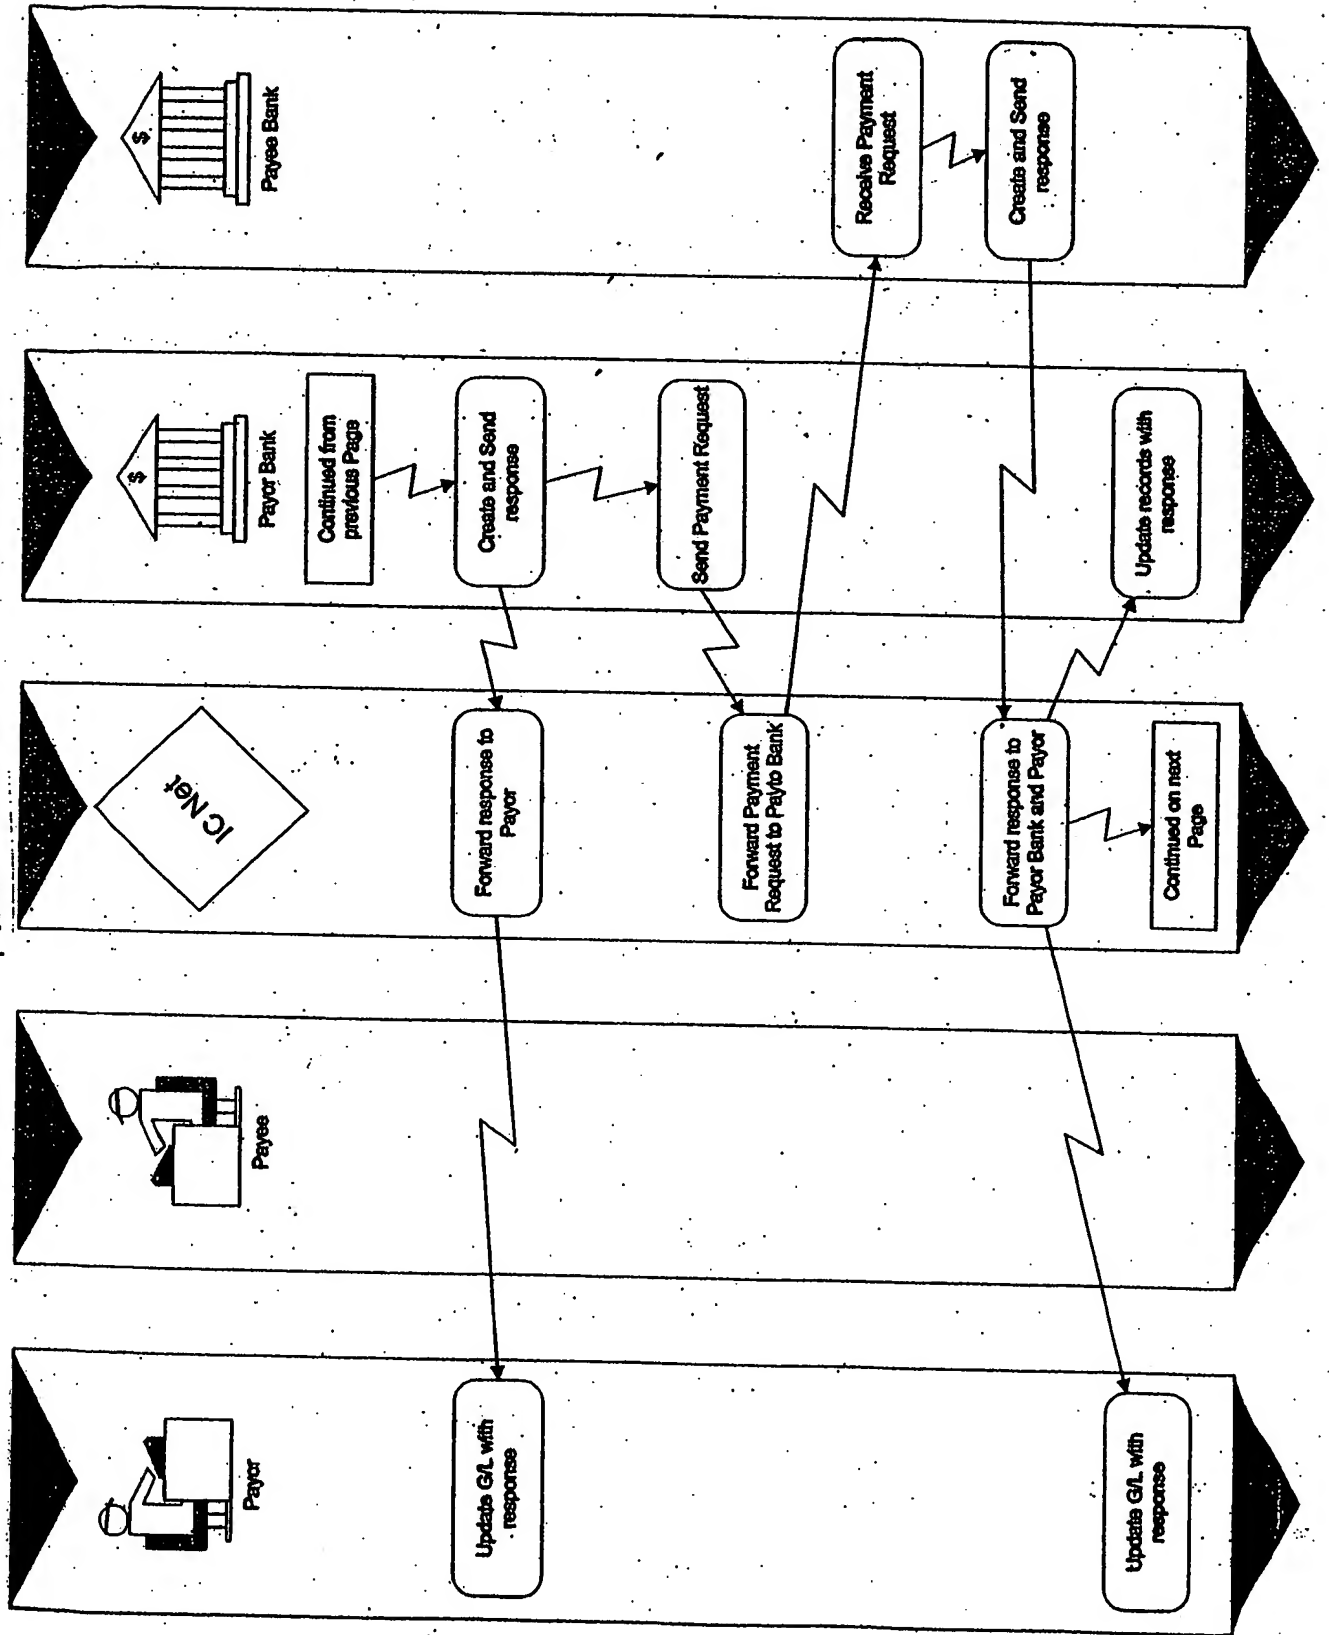 Payor
Payee
IC Net
Payor Bank
Payee Bank
$
$
Continued from
previous Page
Update G/L with
response
Forward response to
Payor
Create and Send
response
Send Payment Request
Forward Payment
Request to Payto Bank
Receive Payment
Request
Forward response to
Payor Bank and Payor
Create and Send
response
Update G/L with
response
Continued on next
Page
Update records with
response